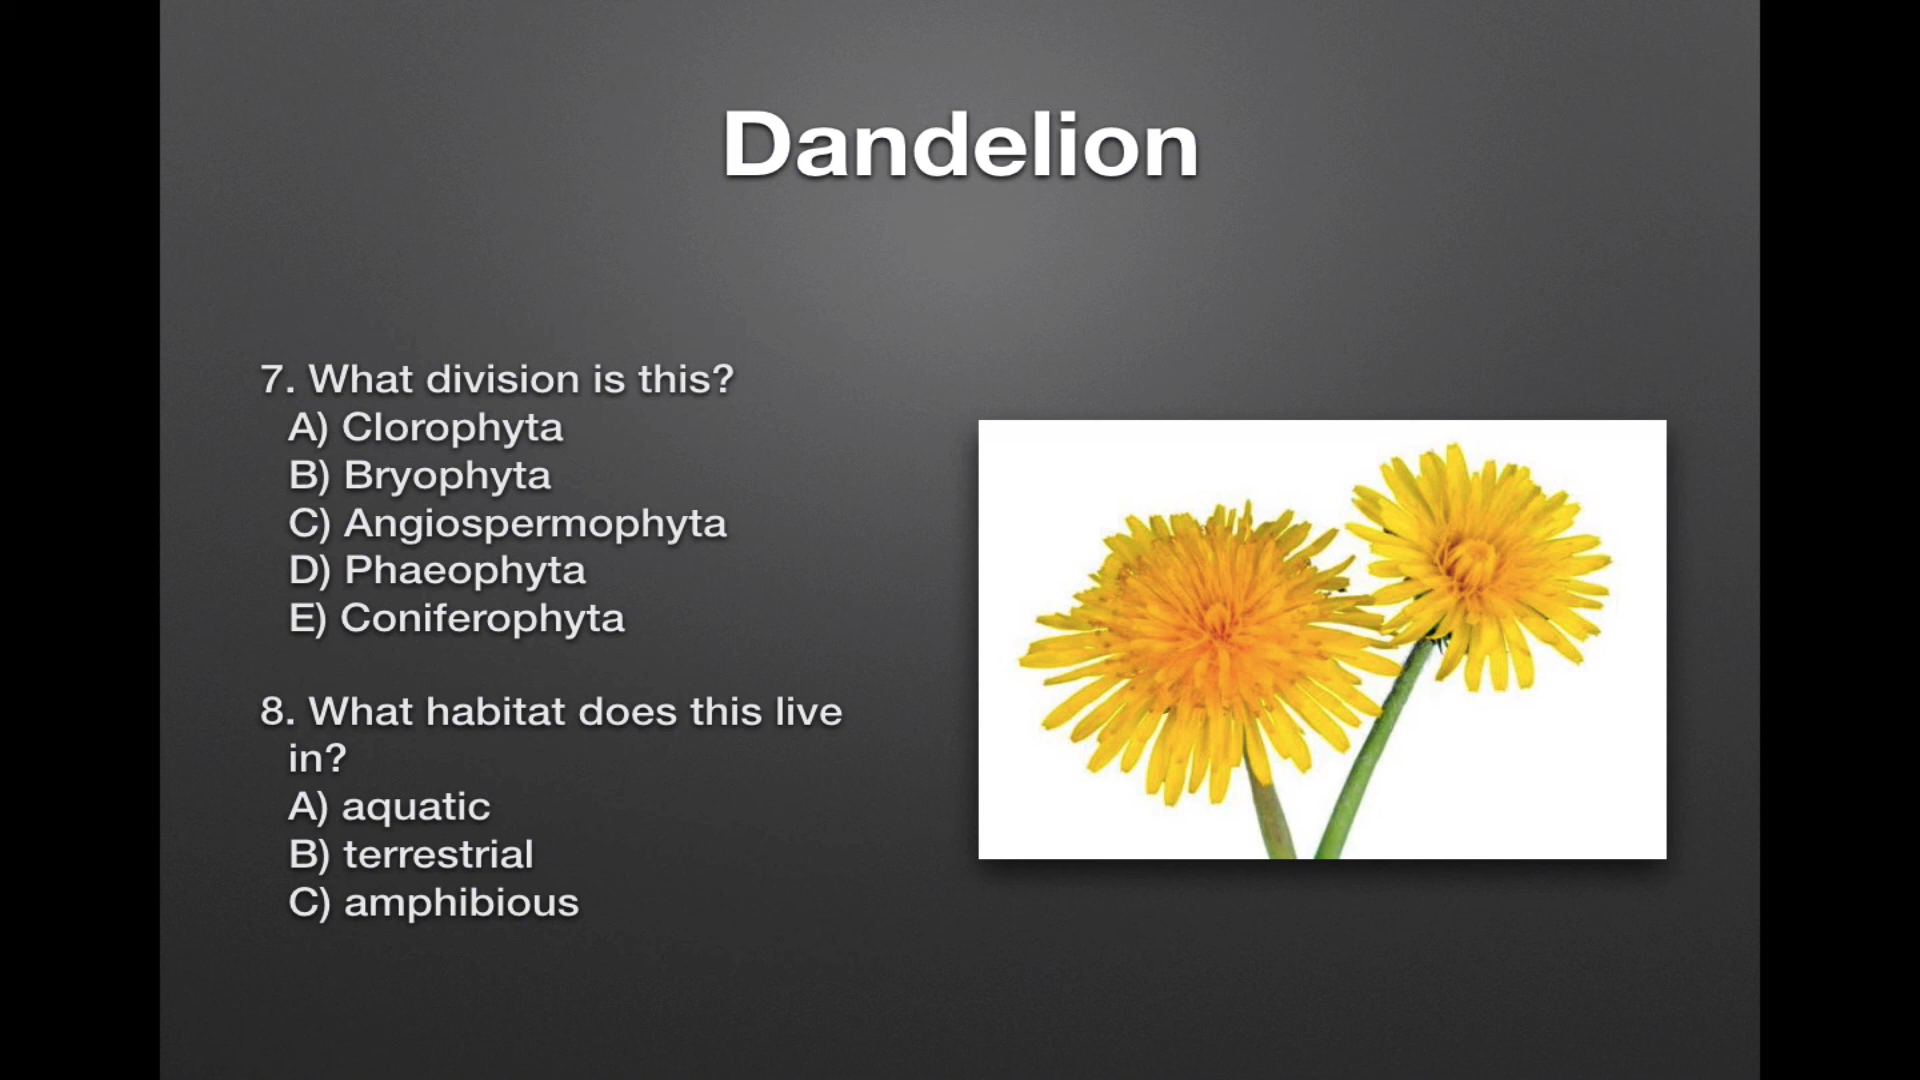 Dandelion
7. What division is this?
A) Clorophyta
B) Bryophyta
C) Angiospermophyta
D) Phaeophyta
E) Coniferophyta
8. What habitat does this live
in?
A) aquatic
B) terrestrial
C) amphibious